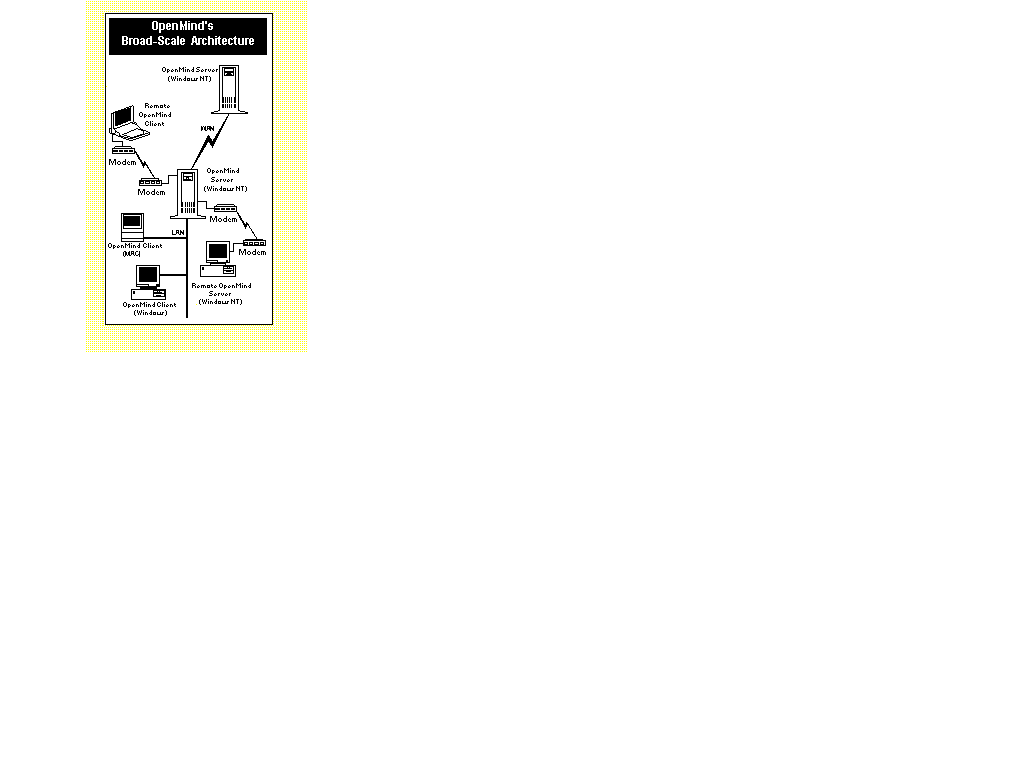 OpenMind's
Broad-Scale Architecture
OpenMind Server
(Windows NT)
Remote
OpenMind
Client
WAN
Modem
Modem
OpenMind
Server
(Windows NT)
Modem
LAN
OpenMind Client
(MAC)
Modem
Remote OpenMind
Server
(Windows NT)
OpenMind Client
(Windows)